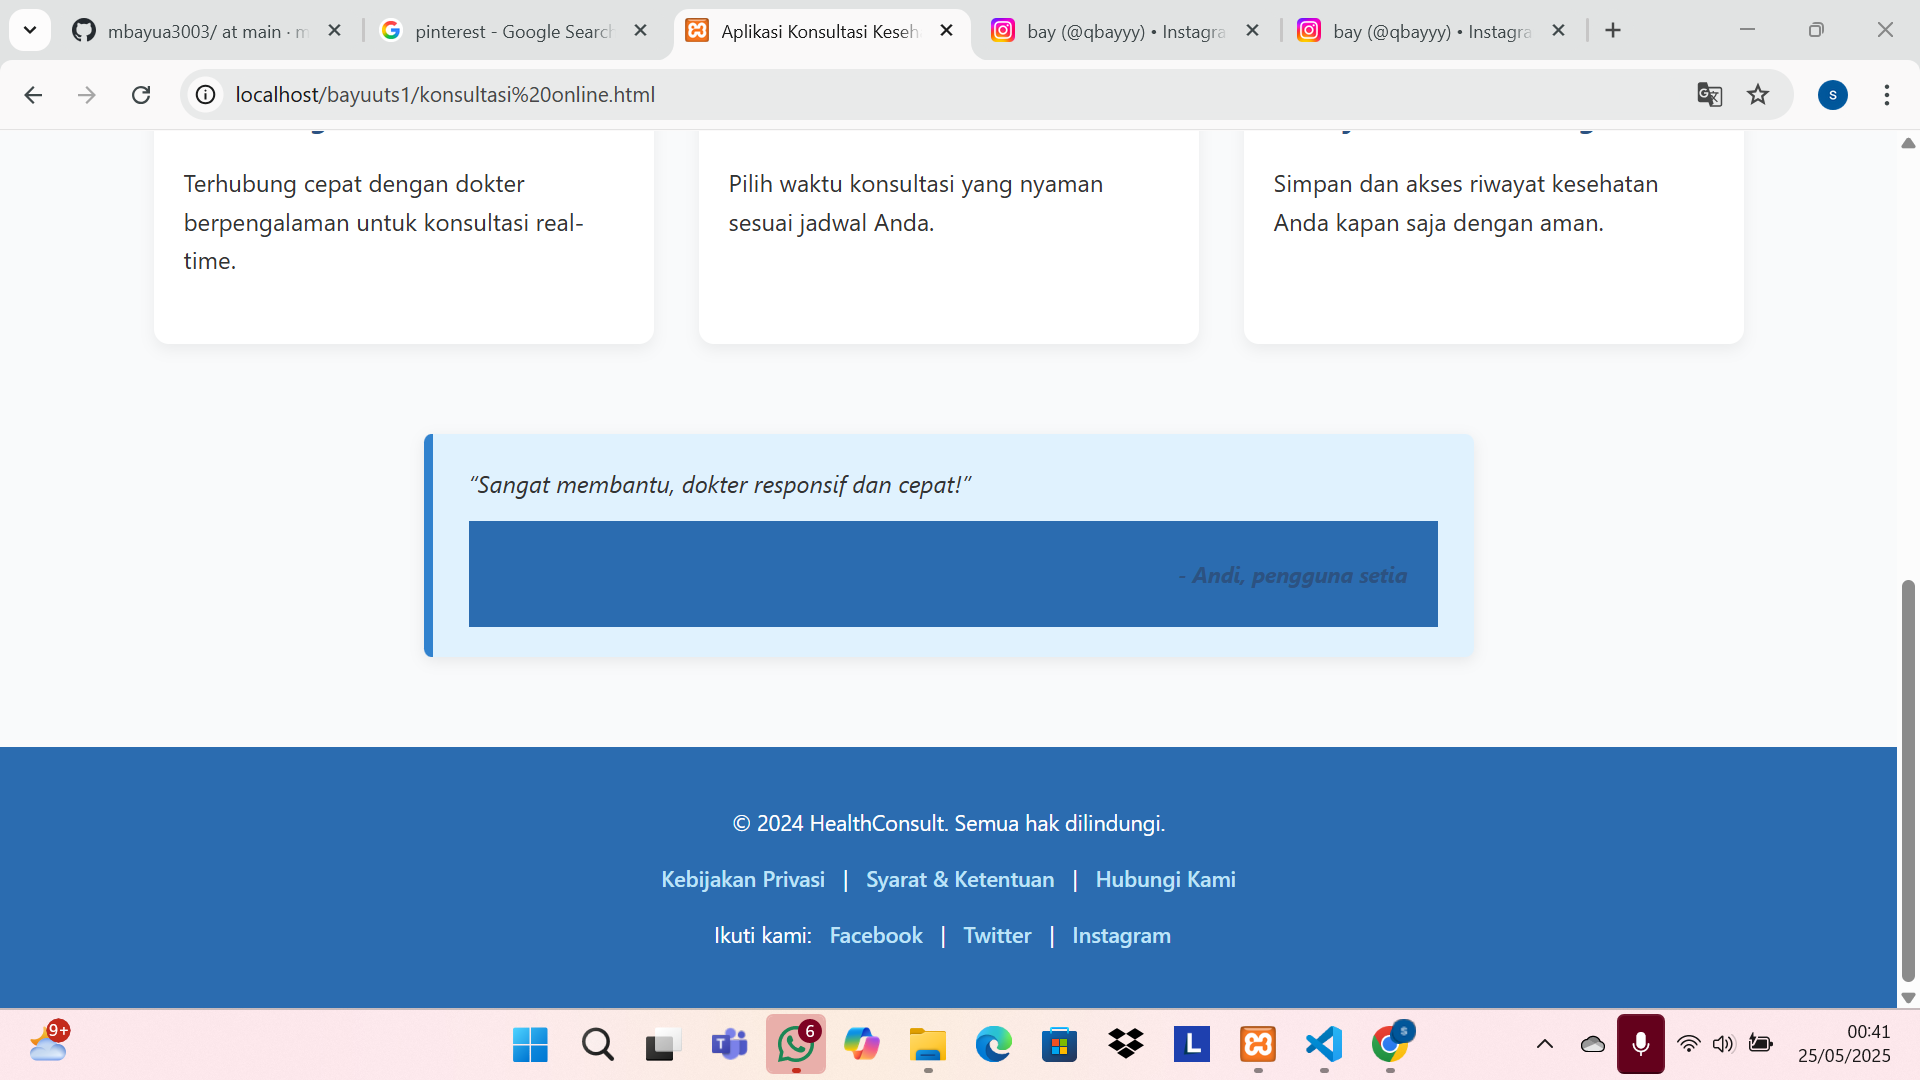 mbayua3003/ at main · m
pinterest - Google Search
Aplikasi Konsultasi Keseh
bay (@qbayyy) • Instagra
bay (@qbayyy) • Instagra
localhost/bayuuts1/konsultasi%20online.html
s
Terhubung cepat dengan dokter
berpengalaman untuk konsultasi real-
time.
Pilih waktu konsultasi yang nyaman
sesuai jadwal Anda.
Simpan dan akses riwayat kesehatan
Anda kapan saja dengan aman.
“Sangat membantu, dokter responsif dan cepat!”
- Andi, pengguna setia
© 2024 HealthConsult. Semua hak dilindungi.
Kebijakan Privasi | Syarat & Ketentuan | Hubungi Kami
Ikuti kami: Facebook | Twitter | Instagram
9+
6
L
s
00:41
25/05/2025